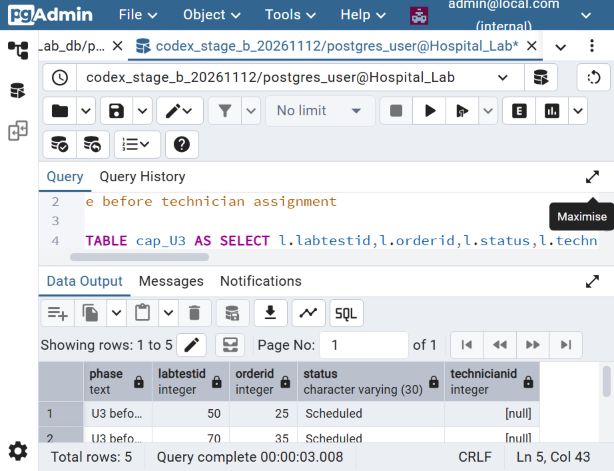 pgAdmin File Object Tools Help admin@local.com (internal)
_ab_db/p... codex_stage_b_20261112/postgres_user@Hospital_Lab*
codex_stage_b_20261112/postgres_user@Hospital_Lab
No limit
E
Query Query History
2 e before technician assignment
3
Maximise
4 TABLE cap_U3 AS SELECT l.labtestid,l.orderid,l.status,l.techn
Data Output Messages Notifications
SQL
Showing rows: 1 to 5 Page No: 1 of 1
phase text labtestid integer orderid integer status character varying (30) technicianid integer
1 U3 befo... 50 25 Scheduled [null]
2 U3 befo... 70 35 Scheduled [null]
Total rows: 5 Query complete 00:00:03.008 CRLF Ln 5, Col 43